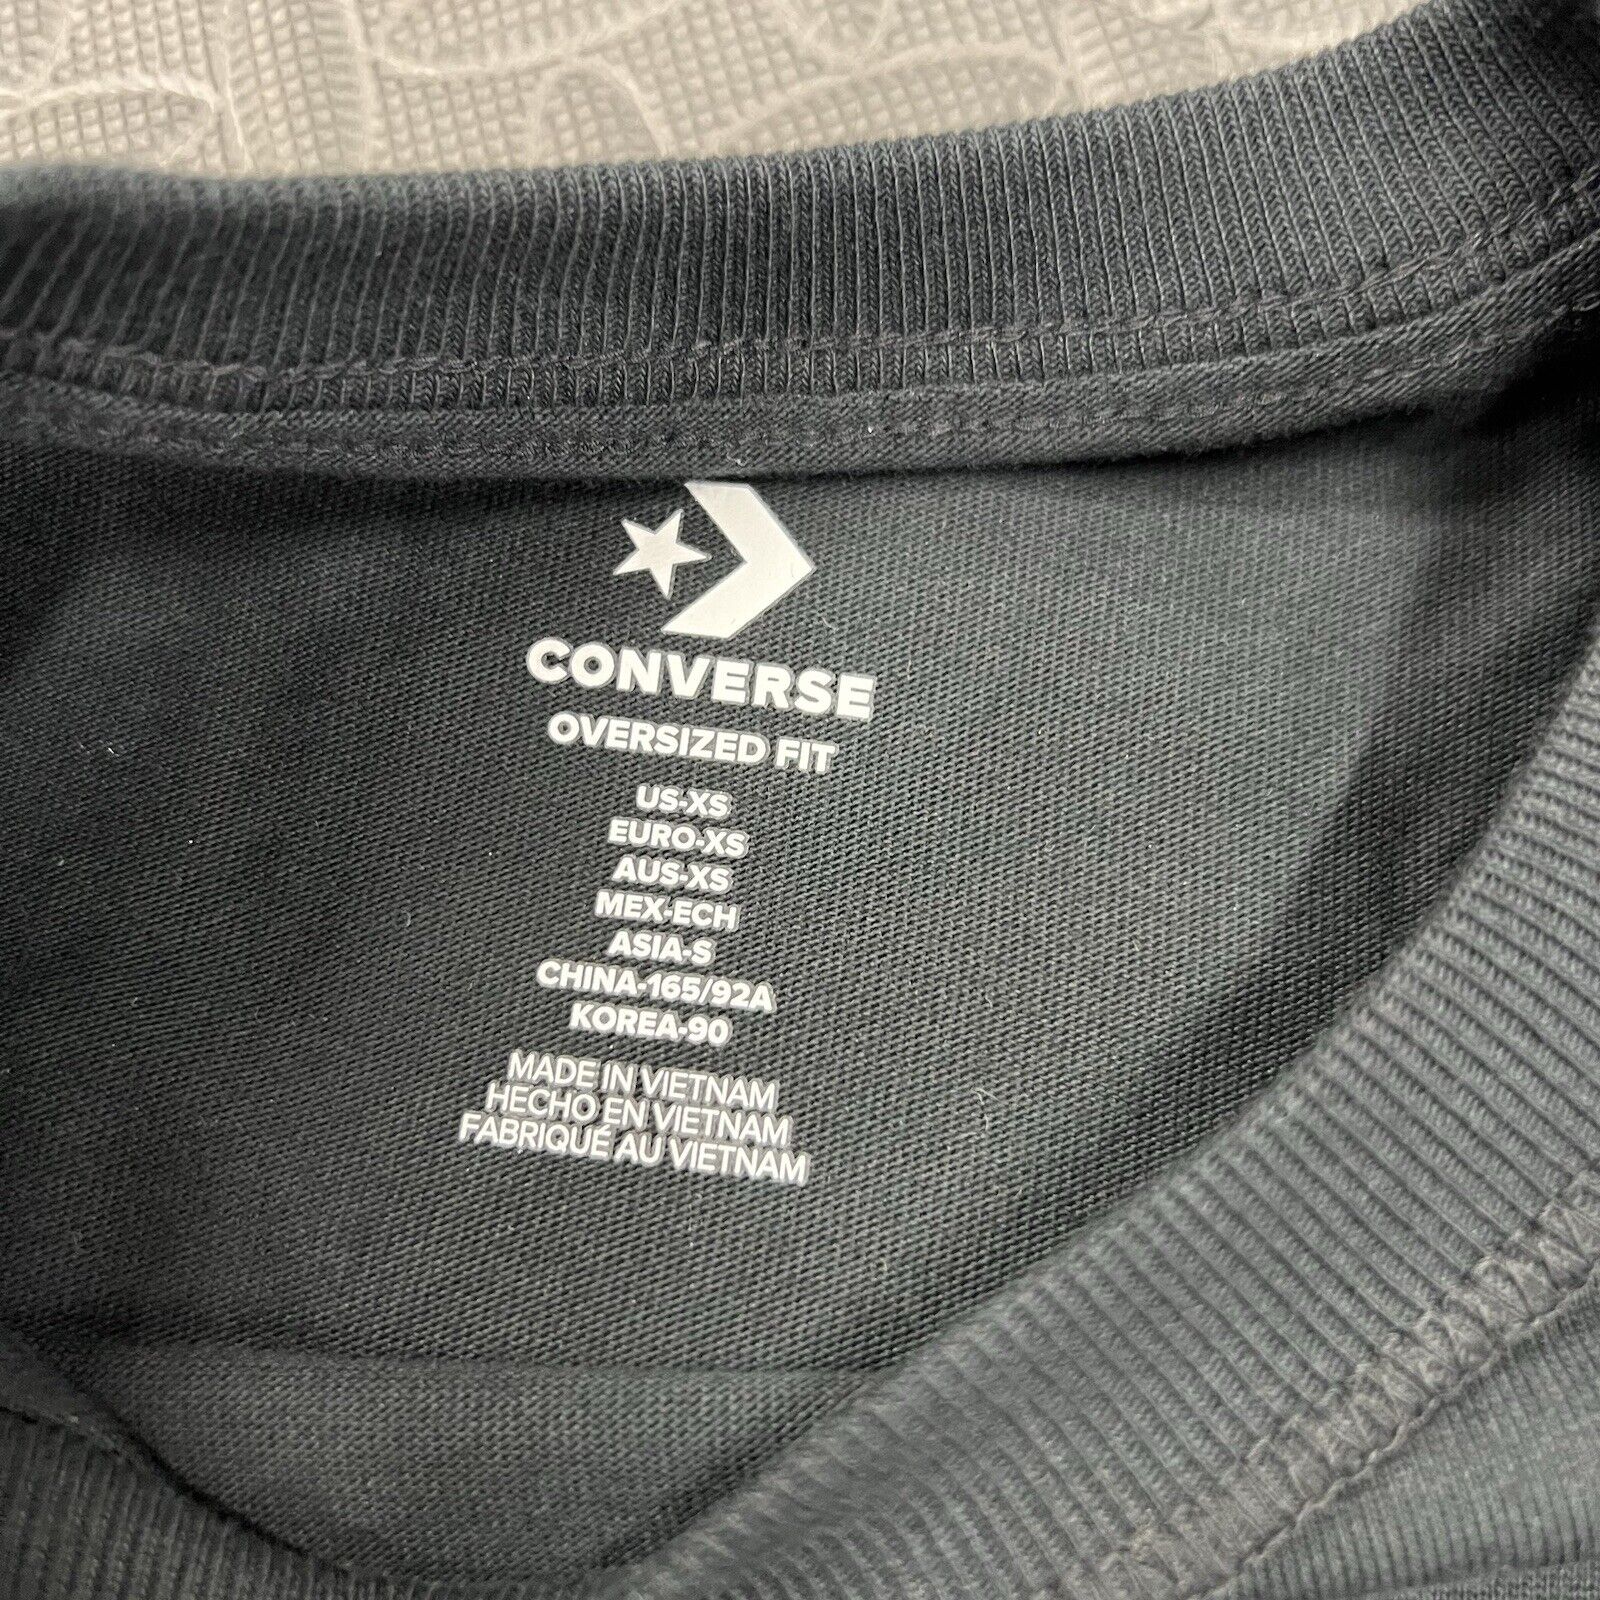 CONVERSE
OVERSIZED FIT
US-XS
EURO-XS
AUS-XS
MEX-ECH
ASIA-S
CHINA-165/92A
KOREA-90
MADE IN VIETNAM
HECHO EN VIETNAM
FABRIQUÉ AU VIETNAM